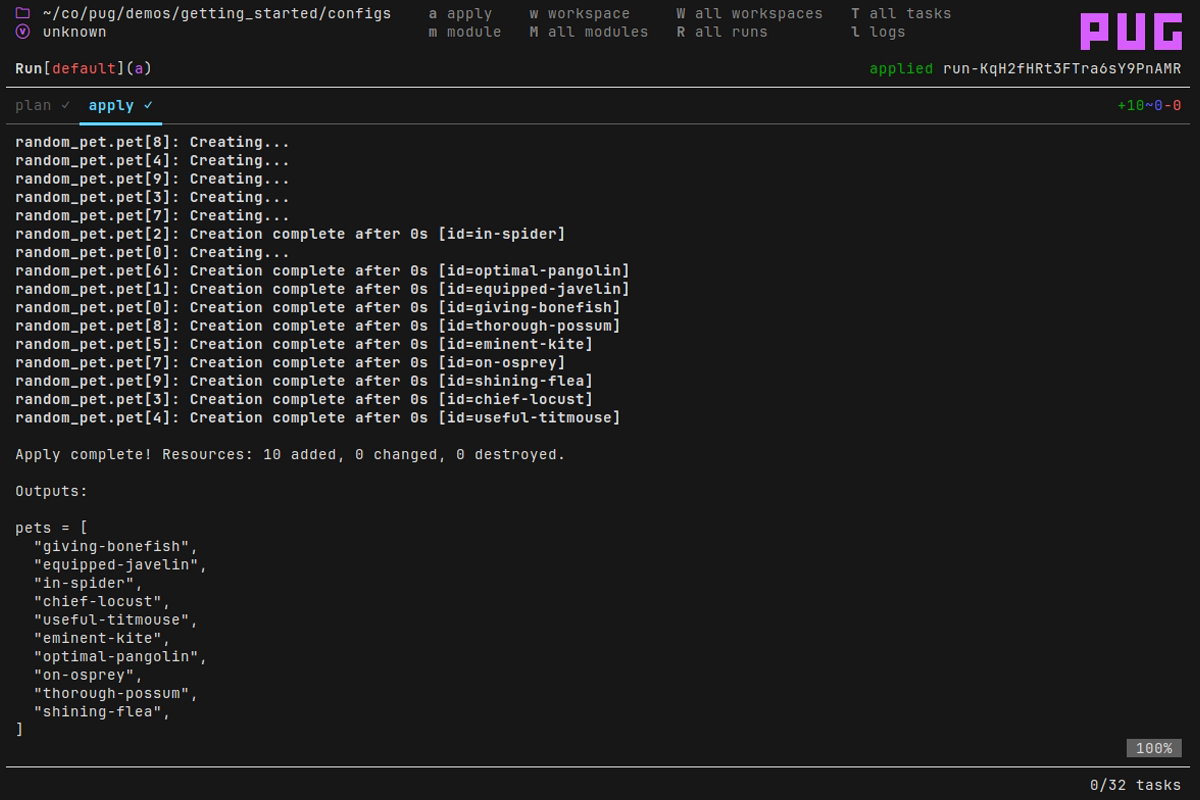 ~/co/pug/demos/getting_started/configs a apply w workspace W all workspaces T all tasks PUG
V unknown m module M all modules R all runs l logs
Run[default](a) applied run-KqH2fHRt3FTra6sY9PnAMR
plan ✓ apply ✓ +10~0-0
random_pet.pet[8]: Creating...
random_pet.pet[4]: Creating...
random_pet.pet[9]: Creating...
random_pet.pet[3]: Creating...
random_pet.pet[7]: Creating...
random_pet.pet[2]: Creation complete after 0s [id=in-spider]
random_pet.pet[0]: Creating...
random_pet.pet[6]: Creation complete after 0s [id=optimal-pangolin]
random_pet.pet[1]: Creation complete after 0s [id=equipped-javelin]
random_pet.pet[0]: Creation complete after 0s [id=giving-bonefish]
random_pet.pet[8]: Creation complete after 0s [id=thorough-possum]
random_pet.pet[5]: Creation complete after 0s [id=eminent-kite]
random_pet.pet[7]: Creation complete after 0s [id=on-osprey]
random_pet.pet[9]: Creation complete after 0s [id=shining-flea]
random_pet.pet[3]: Creation complete after 0s [id=chief-locust]
random_pet.pet[4]: Creation complete after 0s [id=useful-titmouse]
Apply complete! Resources: 10 added, 0 changed, 0 destroyed.
Outputs:
pets = [
"giving-bonefish",
"equipped-javelin",
"in-spider",
"chief-locust",
"useful-titmouse",
"eminent-kite",
"optimal-pangolin",
"on-osprey",
"thorough-possum",
"shining-flea",
]
100%
0/32 tasks